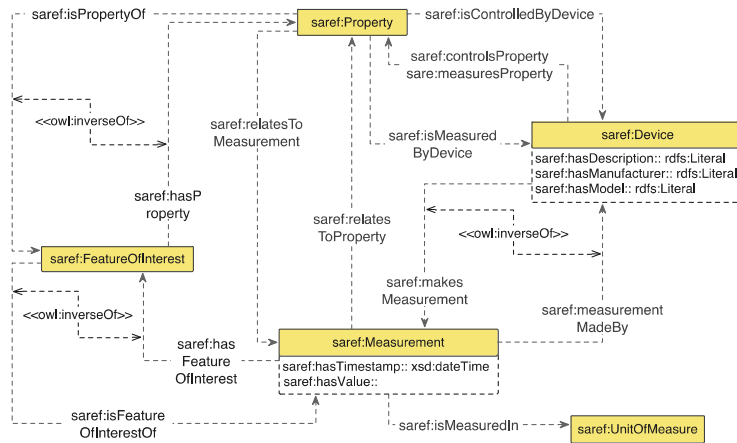 saref:isPropertyOf
saref:Property
saref:isControlledByDevice
saref:controlsProperty
sare:measuresProperty
<<owl:inverseOf>>
saref:relatesTo
Measurement
saref:isMeasured
ByDevice
saref:Device
saref:hasDescription:: rdfs:Literal
saref:hasManufacturer:: rdfs:Literal
saref:hasModel:: rdfs:Literal
saref:hasP
roperty
saref:relates
ToProperty
<<owl:inverseOf>>
saref:FeatureOfInterest
saref:makes
Measurement
saref:measurement
MadeBy
<<owl:inverseOf>>
saref:has
Feature
OfInterest
saref:Measurement
saref:hasTimestamp:: xsd:dateTime
saref:hasValue::
saref:isFeature
OfInterestOf
saref:isMeasuredIn
saref:UnitOfMeasure